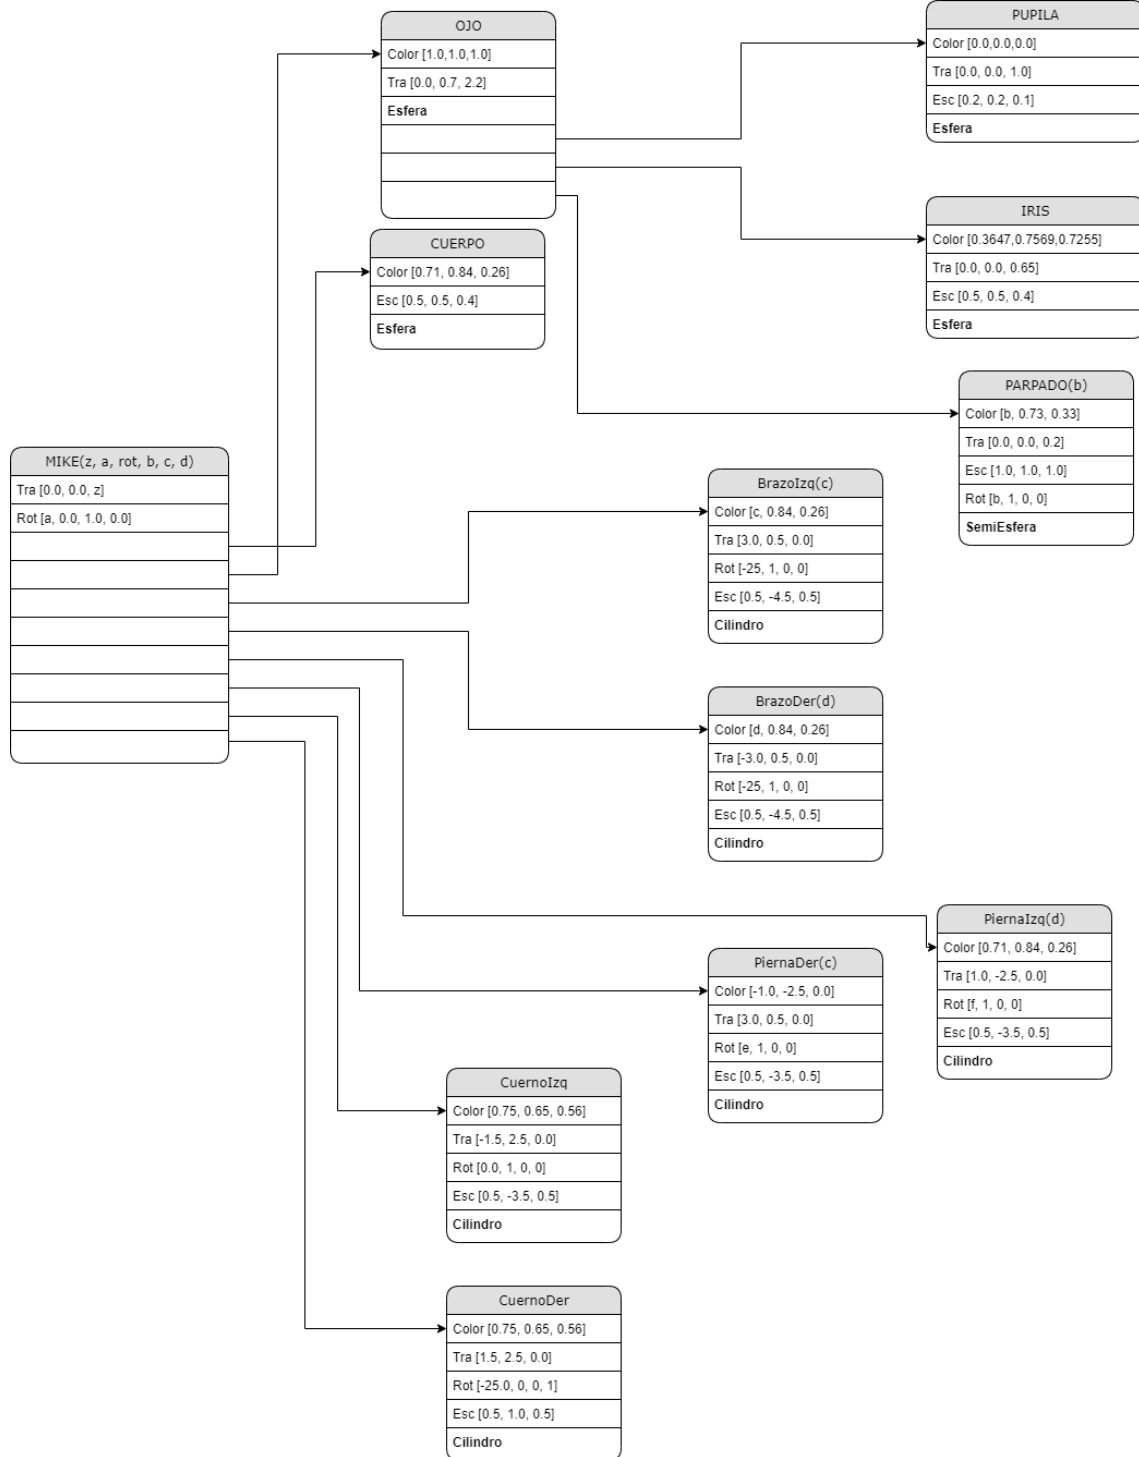 OJO
Color [1.0,1.0,1.0]
Tra [0.0, 0.7, 2.2]
Esfera
PUPILA
Color [0.0,0.0,0.0]
Tra [0.0, 0.0, 1.0]
Esc [0.2, 0.2, 0.1]
Esfera
IRIS
Color [0.3647,0.7569,0.7255]
Tra [0.0, 0.0, 0.65]
Esc [0.5, 0.5, 0.4]
Esfera
CUERPO
Color [0.71, 0.84, 0.26]
Esc [0.5, 0.5, 0.4]
Esfera
PARPADO(b)
Color [b, 0.73, 0.33]
Tra [0.0, 0.0, 0.2]
Esc [1.0, 1.0, 1.0]
Rot [b, 1, 0, 0]
SemiEsfera
MIKE(z, a, rot, b, c, d)
Tra [0.0, 0.0, z]
Rot [a, 0.0, 1.0, 0.0]
BrazoIzq(c)
Color [c, 0.84, 0.26]
Tra [3.0, 0.5, 0.0]
Rot [-25, 1, 0, 0]
Esc [0.5, -4.5, 0.5]
Cilindro
BrazoDer(d)
Color [d, 0.84, 0.26]
Tra [-3.0, 0.5, 0.0]
Rot [-25, 1, 0, 0]
Esc [0.5, -4.5, 0.5]
Cilindro
PiernaIzq(d)
Color [0.71, 0.84, 0.26]
Tra [1.0, -2.5, 0.0]
Rot [f, 1, 0, 0]
Esc [0.5, -3.5, 0.5]
Cilindro
PiernaDer(c)
Color [-1.0, -2.5, 0.0]
Tra [3.0, 0.5, 0.0]
Rot [e, 1, 0, 0]
Esc [0.5, -3.5, 0.5]
Cilindro
CuernoIzq
Color [0.75, 0.65, 0.56]
Tra [-1.5, 2.5, 0.0]
Rot [0.0, 1, 0, 0]
Esc [0.5, -3.5, 0.5]
Cilindro
CuernoDer
Color [0.75, 0.65, 0.56]
Tra [1.5, 2.5, 0.0]
Rot [-25.0, 0, 0, 1]
Esc [0.5, 1.0, 0.5]
Cilindro